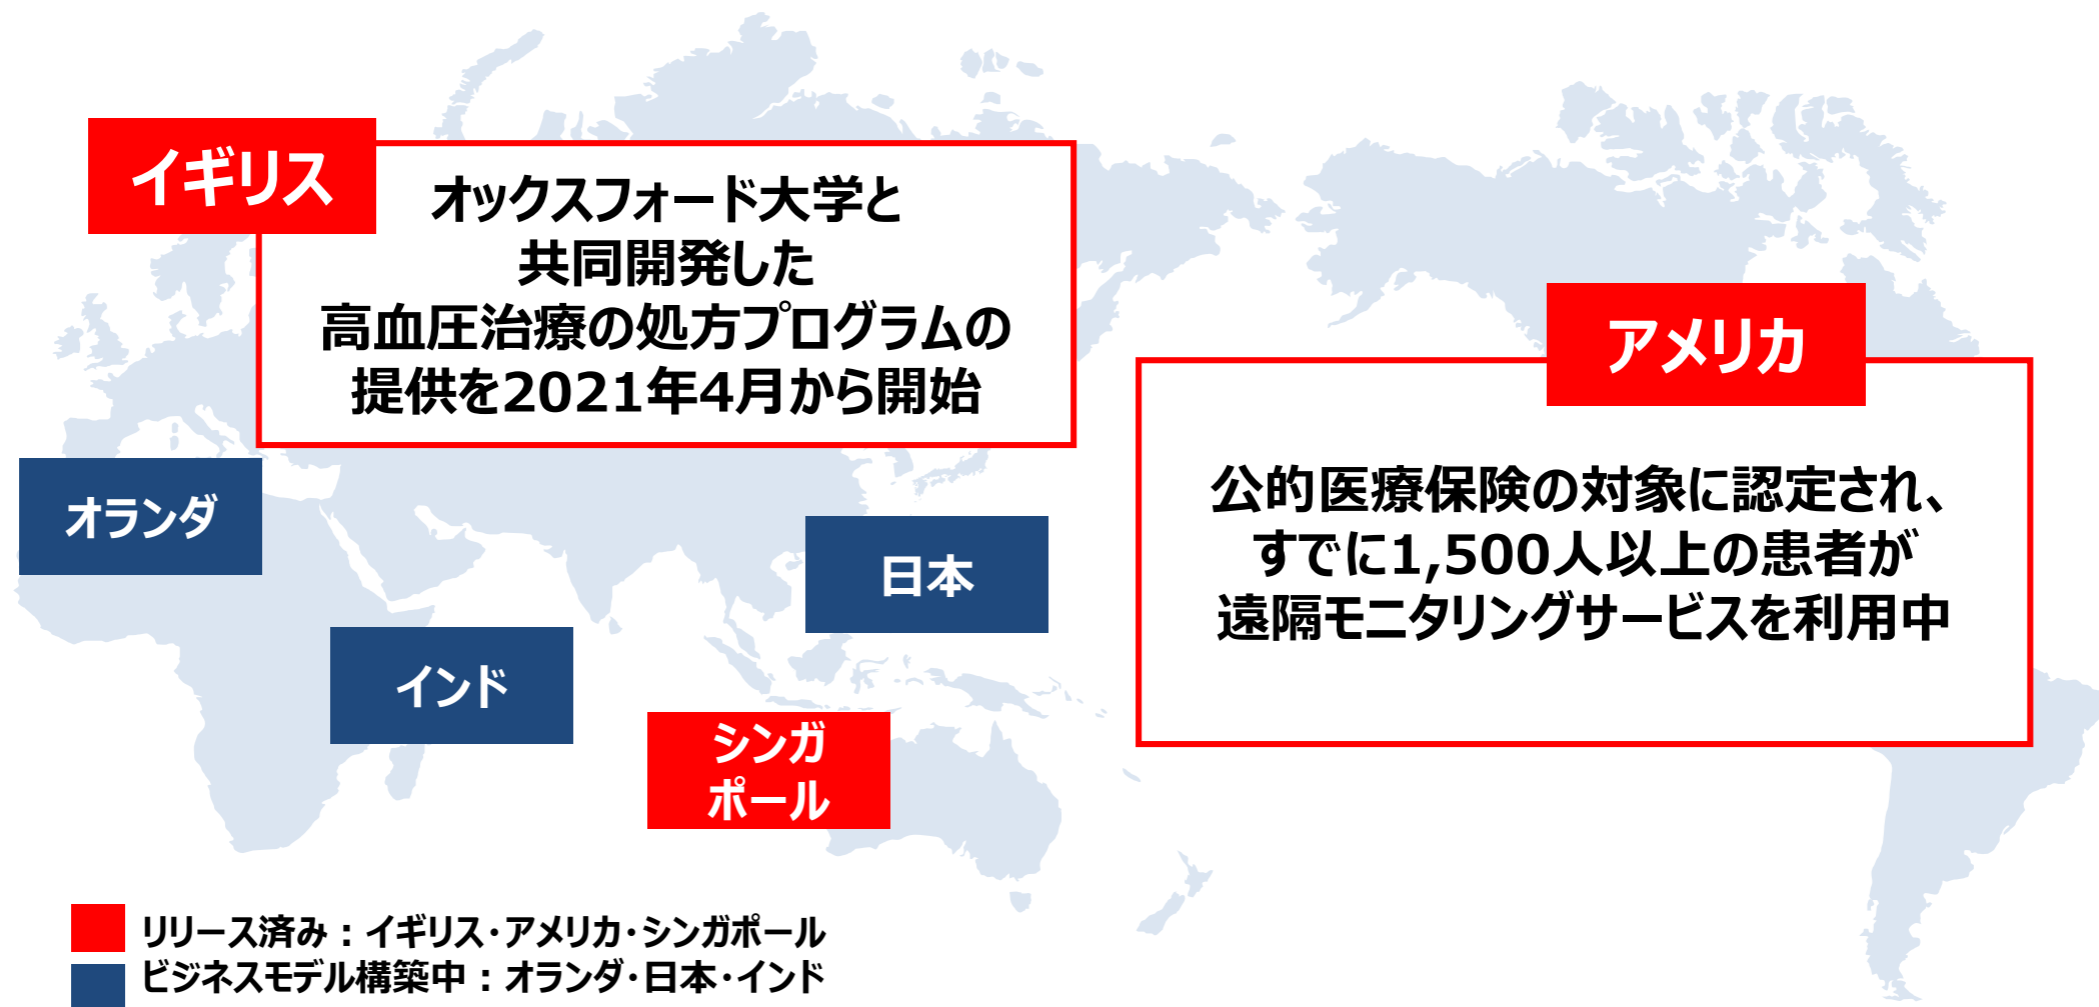 イギリス
オックスフォード大学と
共同開発した
高血圧治療の処方プログラムの
提供を2021年4月から開始
アメリカ
公的医療保険の対象に認定され、
すでに1,500人以上の患者が
遠隔モニタリングサービスを利用中
オランダ
日本
インド
シンガ
ポール
リリース済み：イギリス・アメリカ・シンガポール
ビジネスモデル構築中：オランダ・日本・インド